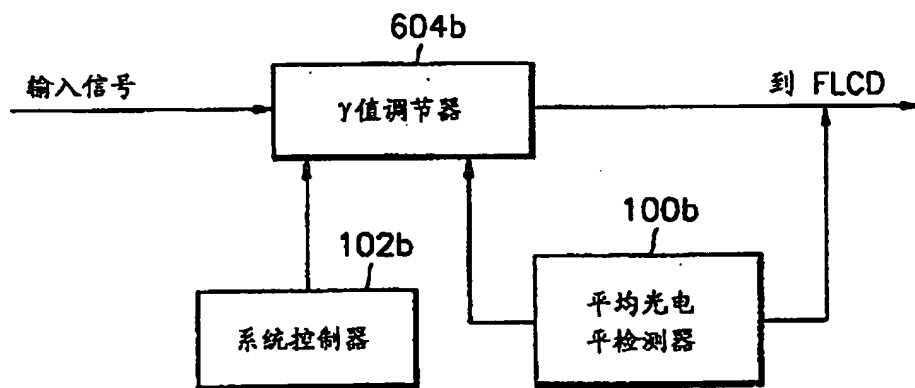 604b
输入信号
γ值调节器
到 FLCD
102b
系统控制器
100b
平均光电
平检测器